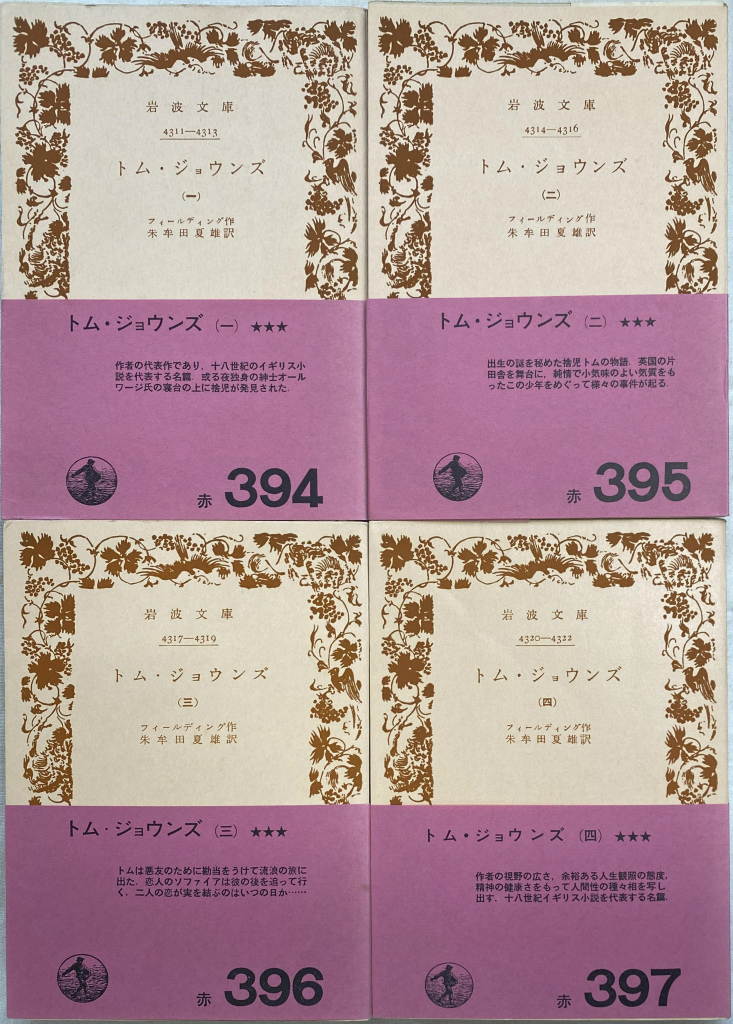 岩波文庫
4311—4313
トム・ジョウンズ
（一）
フィールディング作
朱牟田夏雄訳
トム・ジョウンズ（一）★★★
作者の代表作であり，十八世紀のイギリス小
説を代表する名篇．或る夜独身の紳士オール
ワージ氏の寝台の上に捨児が発見された．
赤 394
岩波文庫
4314—4316
トム・ジョウンズ
（二）
フィールディング作
朱牟田夏雄訳
トム・ジョウンズ（二）★★★
出生の謎を秘めた捨児トムの物語．英国の片
田舎を舞台に，純情で小気味のよい気質をも
ったこの少年をめぐって様々の事件が起る．
赤 395
岩波文庫
4317—4319
トム・ジョウンズ
（三）
フィールディング作
朱牟田夏雄訳
トム・ジョウンズ（三）★★★
トムは悪友のために勘当をうけて流浪の旅に
出た．恋人のソファイアは彼の後を追って行
く．二人の恋が実を結ぶのはいつの日か……
赤 396
岩波文庫
4320—4322
トム・ジョウンズ
（四）
フィールディング作
朱牟田夏雄訳
トム・ジョウンズ（四）★★★
作者の視野の広さ，余裕ある人生観照の態度，
精神の健康さをもって人間性の種々相を写し
出す．十八世紀イギリス小説を代表する名篇．
赤 397